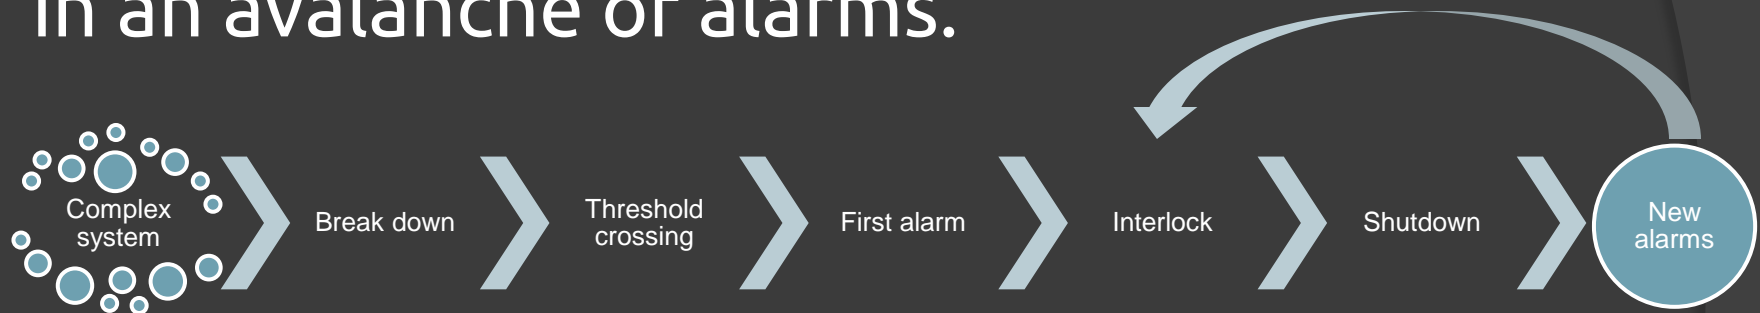 in an avalanche of alarms.
Complex
system
Break down
Threshold
crossing
First alarm
Interlock
Shutdown
New
alarms